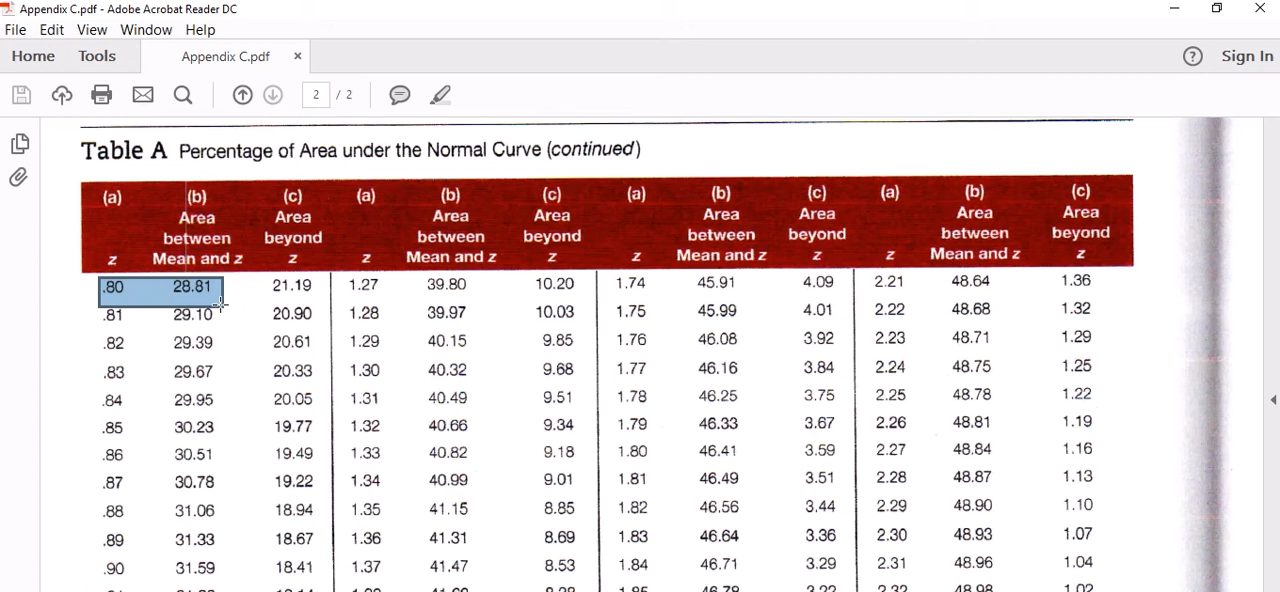 Appendix C.pdf - Adobe Acrobat Reader DC
File Edit View Window Help
Home Tools Appendix C.pdf × ? Sign In
2 / 2
Table A Percentage of Area under the Normal Curve (continued)
(a) (b) (c) (a) (b) (c) (a) (b) (c) (a) (b) (c)
Area Area Area Area Area Area Area Area
between beyond between beyond between beyond between beyond
z Mean and z z z Mean and z z z Mean and z z z Mean and z z
.80 28.81 21.19 1.27 39.80 10.20 1.74 45.91 4.09 2.21 48.64 1.36
.81 29.10 20.90 1.28 39.97 10.03 1.75 45.99 4.01 2.22 48.68 1.32
.82 29.39 20.61 1.29 40.15 9.85 1.76 46.08 3.92 2.23 48.71 1.29
.83 29.67 20.33 1.30 40.32 9.68 1.77 46.16 3.84 2.24 48.75 1.25
.84 29.95 20.05 1.31 40.49 9.51 1.78 46.25 3.75 2.25 48.78 1.22
.85 30.23 19.77 1.32 40.66 9.34 1.79 46.33 3.67 2.26 48.81 1.19
.86 30.51 19.49 1.33 40.82 9.18 1.80 46.41 3.59 2.27 48.84 1.16
.87 30.78 19.22 1.34 40.99 9.01 1.81 46.49 3.51 2.28 48.87 1.13
.88 31.06 18.94 1.35 41.15 8.85 1.82 46.56 3.44 2.29 48.90 1.10
.89 31.33 18.67 1.36 41.31 8.69 1.83 46.64 3.36 2.30 48.93 1.07
.90 31.59 18.41 1.37 41.47 8.53 1.84 46.71 3.29 2.31 48.96 1.04